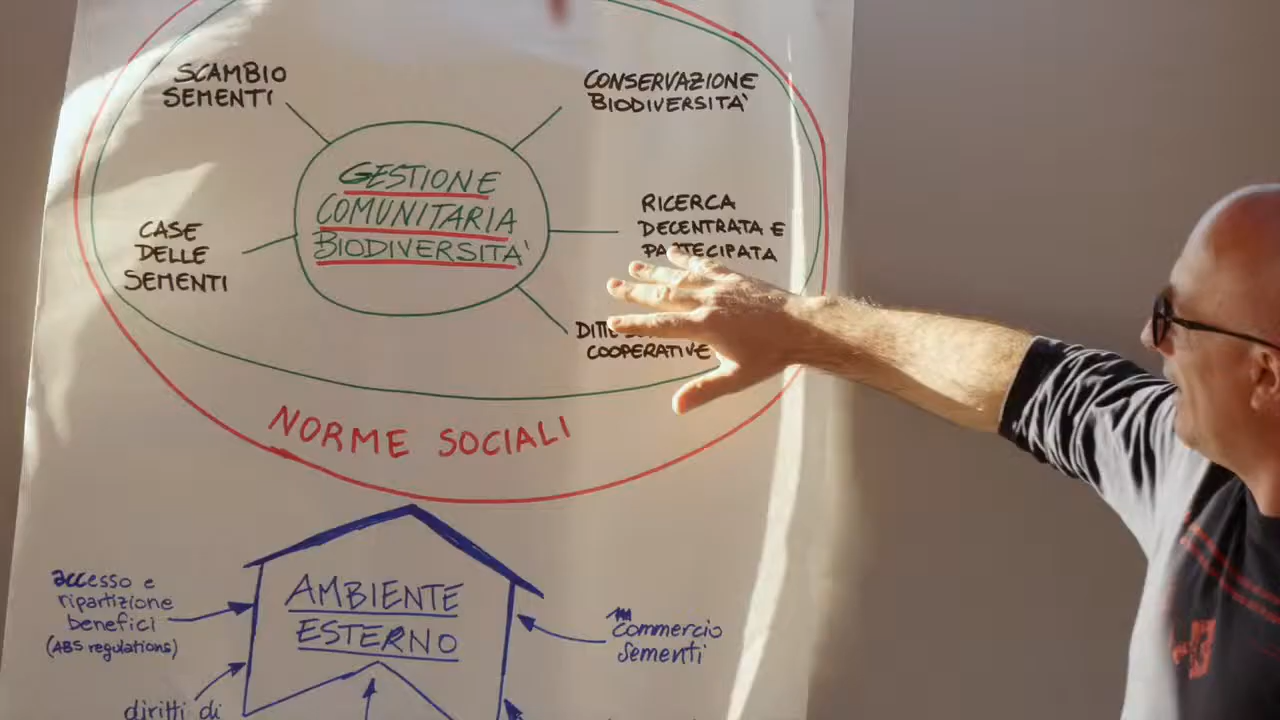 SCAMBIO
SEMENTI
CONSERVAZIONE
BIODIVERSITÀ
GESTIONE
COMUNITARIA
BIODIVERSITÀ
CASE
DELLE
SEMENTI
RICERCA
DECENTRATA E
PARTECIPATA
COOPERATIVE
NORME SOCIALI
AMBIENTE
ESTERNO
accesso e
ripartizione
benefici
(ABS regulations)
commercio
sementi
diritti di